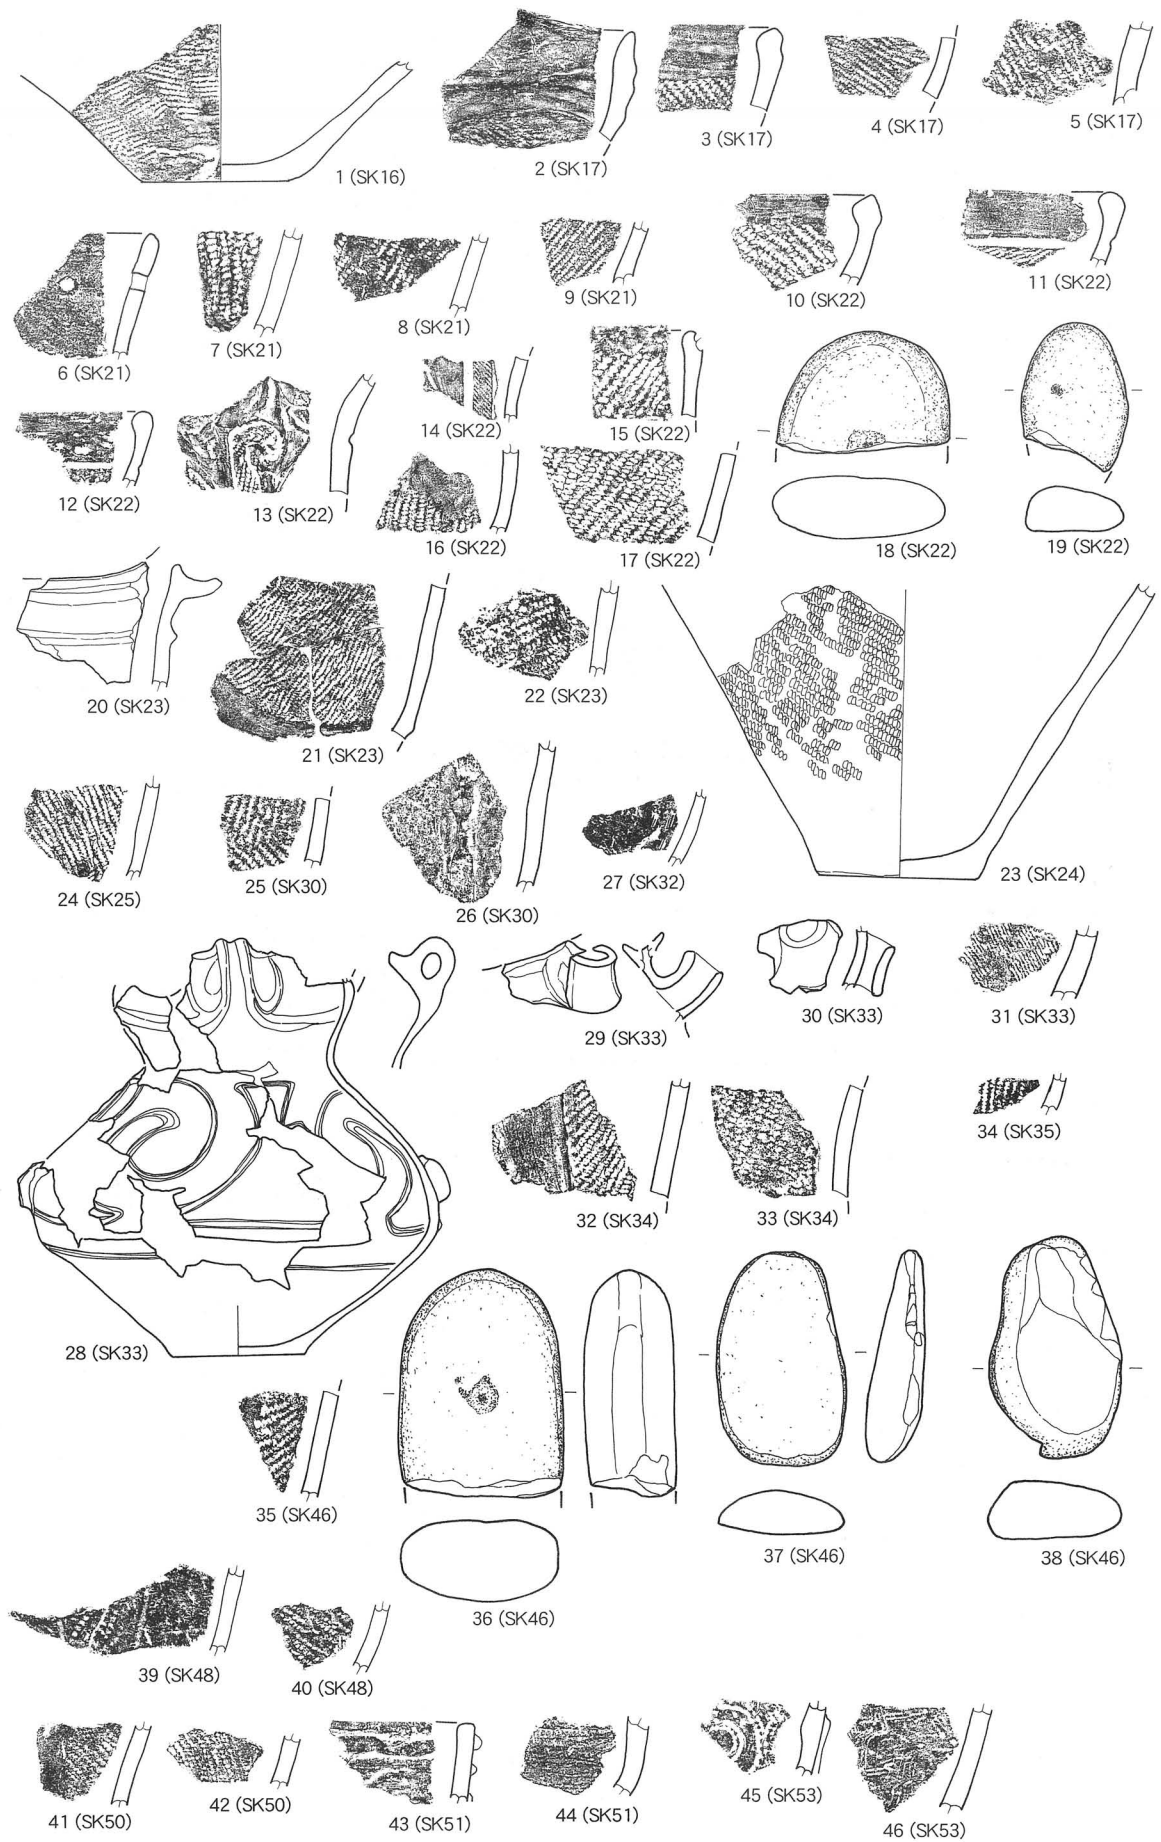 1 (SK16)
2 (SK17)
3 (SK17)
4 (SK17)
5 (SK17)
6 (SK21)
7 (SK21)
8 (SK21)
9 (SK21)
10 (SK22)
11 (SK22)
12 (SK22)
13 (SK22)
14 (SK22)
15 (SK22)
16 (SK22)
17 (SK22)
18 (SK22)
19 (SK22)
20 (SK23)
21 (SK23)
22 (SK23)
23 (SK24)
24 (SK25)
25 (SK30)
26 (SK30)
27 (SK32)
28 (SK33)
29 (SK33)
30 (SK33)
31 (SK33)
32 (SK34)
33 (SK34)
34 (SK35)
35 (SK46)
36 (SK46)
37 (SK46)
38 (SK46)
39 (SK48)
40 (SK48)
41 (SK50)
42 (SK50)
43 (SK51)
44 (SK51)
45 (SK53)
46 (SK53)